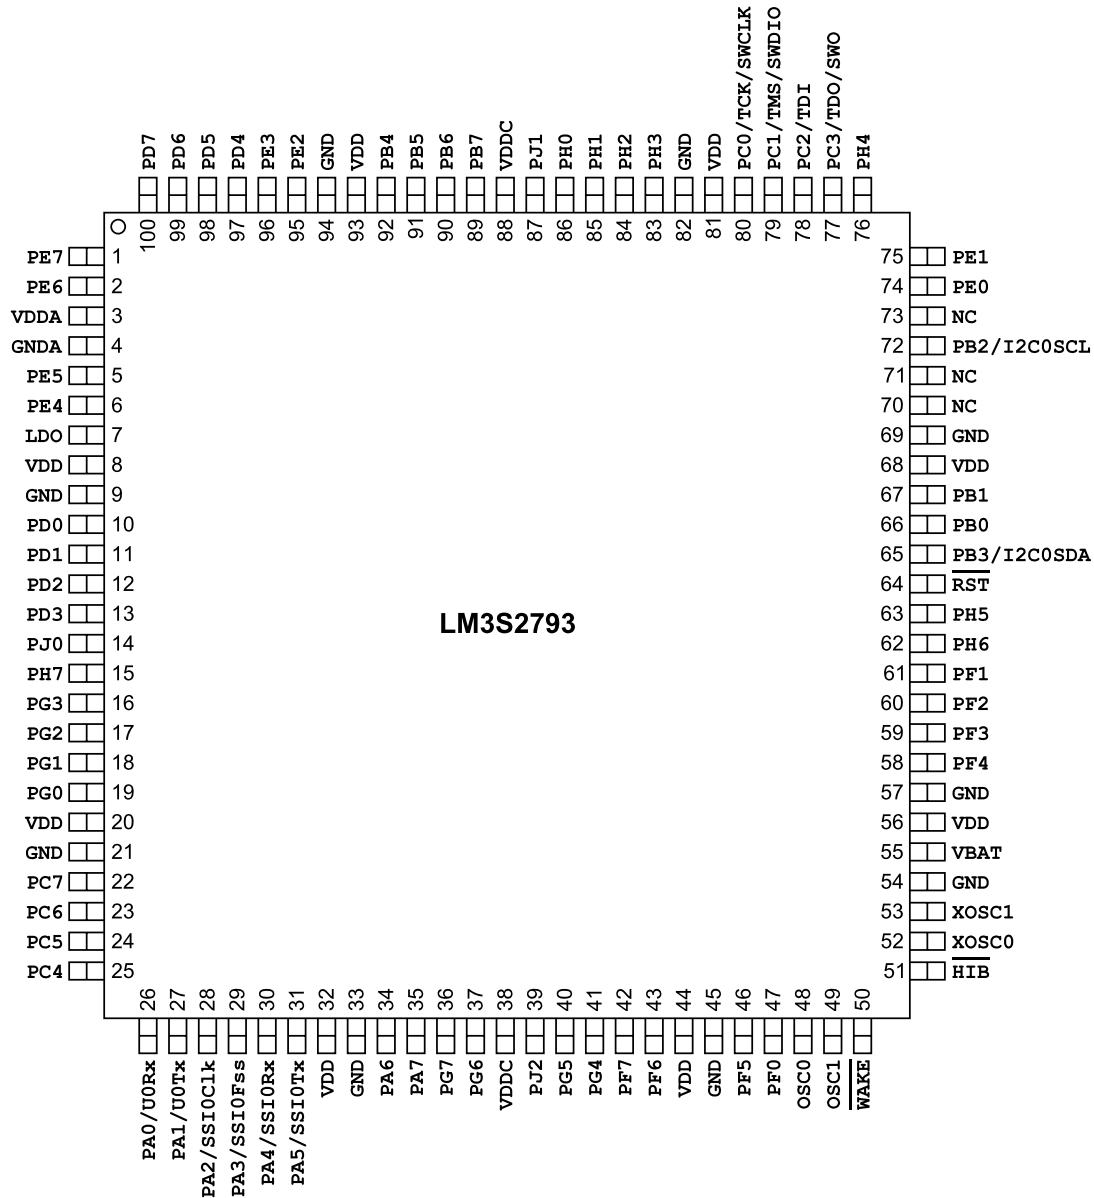 PC0/TCK/SWCLK
PC1/TMS/SWDIO
PC2/TDI
PC3/TDO/SWO
PD7 PD6 PD5 PD4 PE3 PE2 GND VDD PB4 PB5 PB6 PB7 VDDC PJ1 PH0 PH1 PH2 PH3 GND VDD PH4
100 99 98 97 96 95 94 93 92 91 90 89 88 87 86 85 84 83 82 81 80 79 78 77 76
PE7 1 75 PE1
PE6 2 74 PE0
VDDA 3 73 NC
GNDA 4 72 PB2/I2C0SCL
PE5 5 71 NC
PE4 6 70 NC
LDO 7 69 GND
VDD 8 68 VDD
GND 9 67 PB1
PD0 10 66 PB0
PD1 11 65 PB3/I2C0SDA
PD2 12 64 RST
PD3 13 63 PH5
LM3S2793
PJ0 14 62 PH6
PH7 15 61 PF1
PG3 16 60 PF2
PG2 17 59 PF3
PG1 18 58 PF4
PG0 19 57 GND
VDD 20 56 VDD
GND 21 55 VBAT
PC7 22 54 GND
PC6 23 53 XOSC1
PC5 24 52 XOSC0
PC4 25 51 HIB
26 27 28 29 30 31 32 33 34 35 36 37 38 39 40 41 42 43 44 45 46 47 48 49 50
PA0/U0Rx
PA1/U0Tx
PA2/SSI0Clk
PA3/SSI0Fss
PA4/SSI0Rx
PA5/SSI0Tx
VDD GND PA6 PA7 PG7 PG6 VDDC PJ2 PG5 PG4 PF7 PF6 VDD GND PF5 PF0 OSC0 OSC1 WAKE